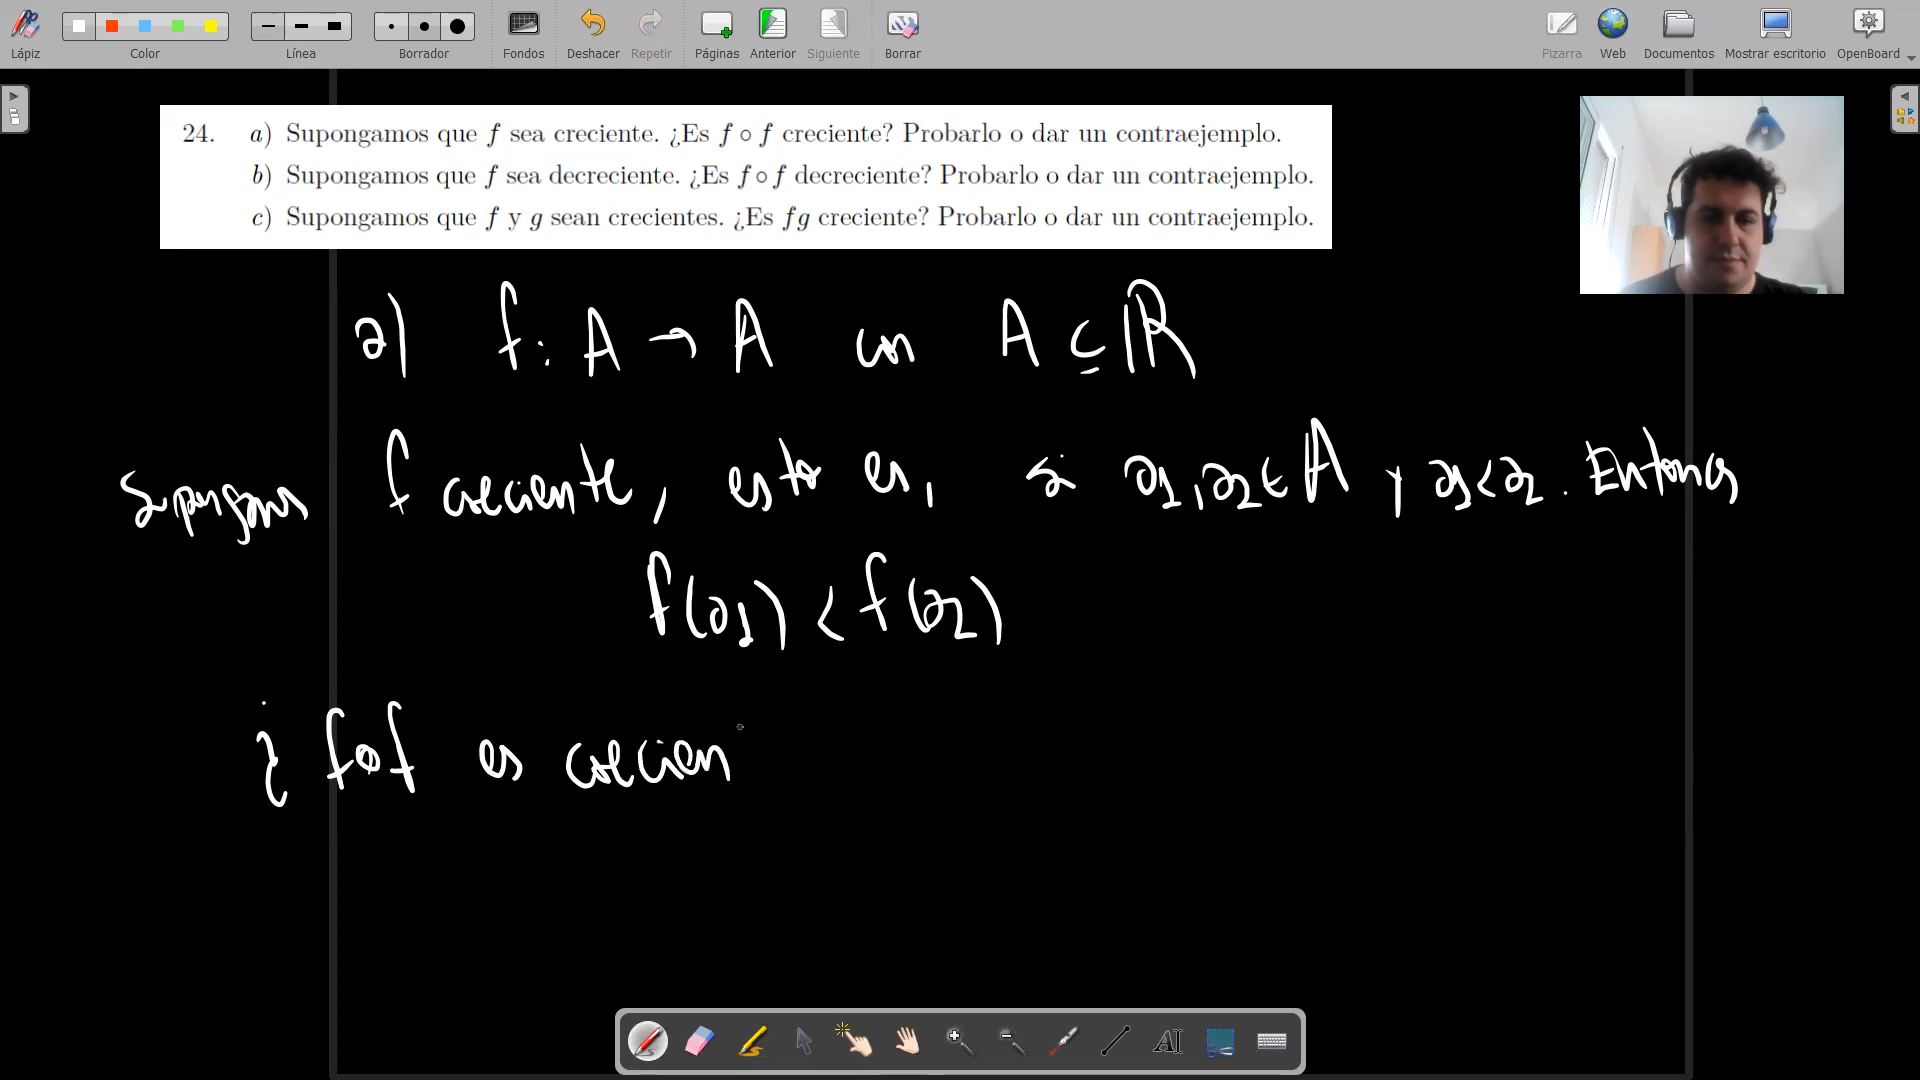 Lápiz Color Línea Borrador Fondos Deshacer Repetir Páginas Anterior Siguiente Borrar Pizarra Web Documentos Mostrar escritorio OpenBoard
24. a) Supongamos que f sea creciente. ¿Es f ∘ f creciente? Probarlo o dar un contraejemplo.
b) Supongamos que f sea decreciente. ¿Es f ∘ f decreciente? Probarlo o dar un contraejemplo.
c) Supongamos que f y g sean crecientes. ¿Es fg creciente? Probarlo o dar un contraejemplo.
a) f: A → A con A ⊆ ℝ
Supongamos f creciente, esto es, si a1, a2 ∈ A y a1 < a2. Entonces
f(a1) < f(a2)
¿ f∘f es crecien